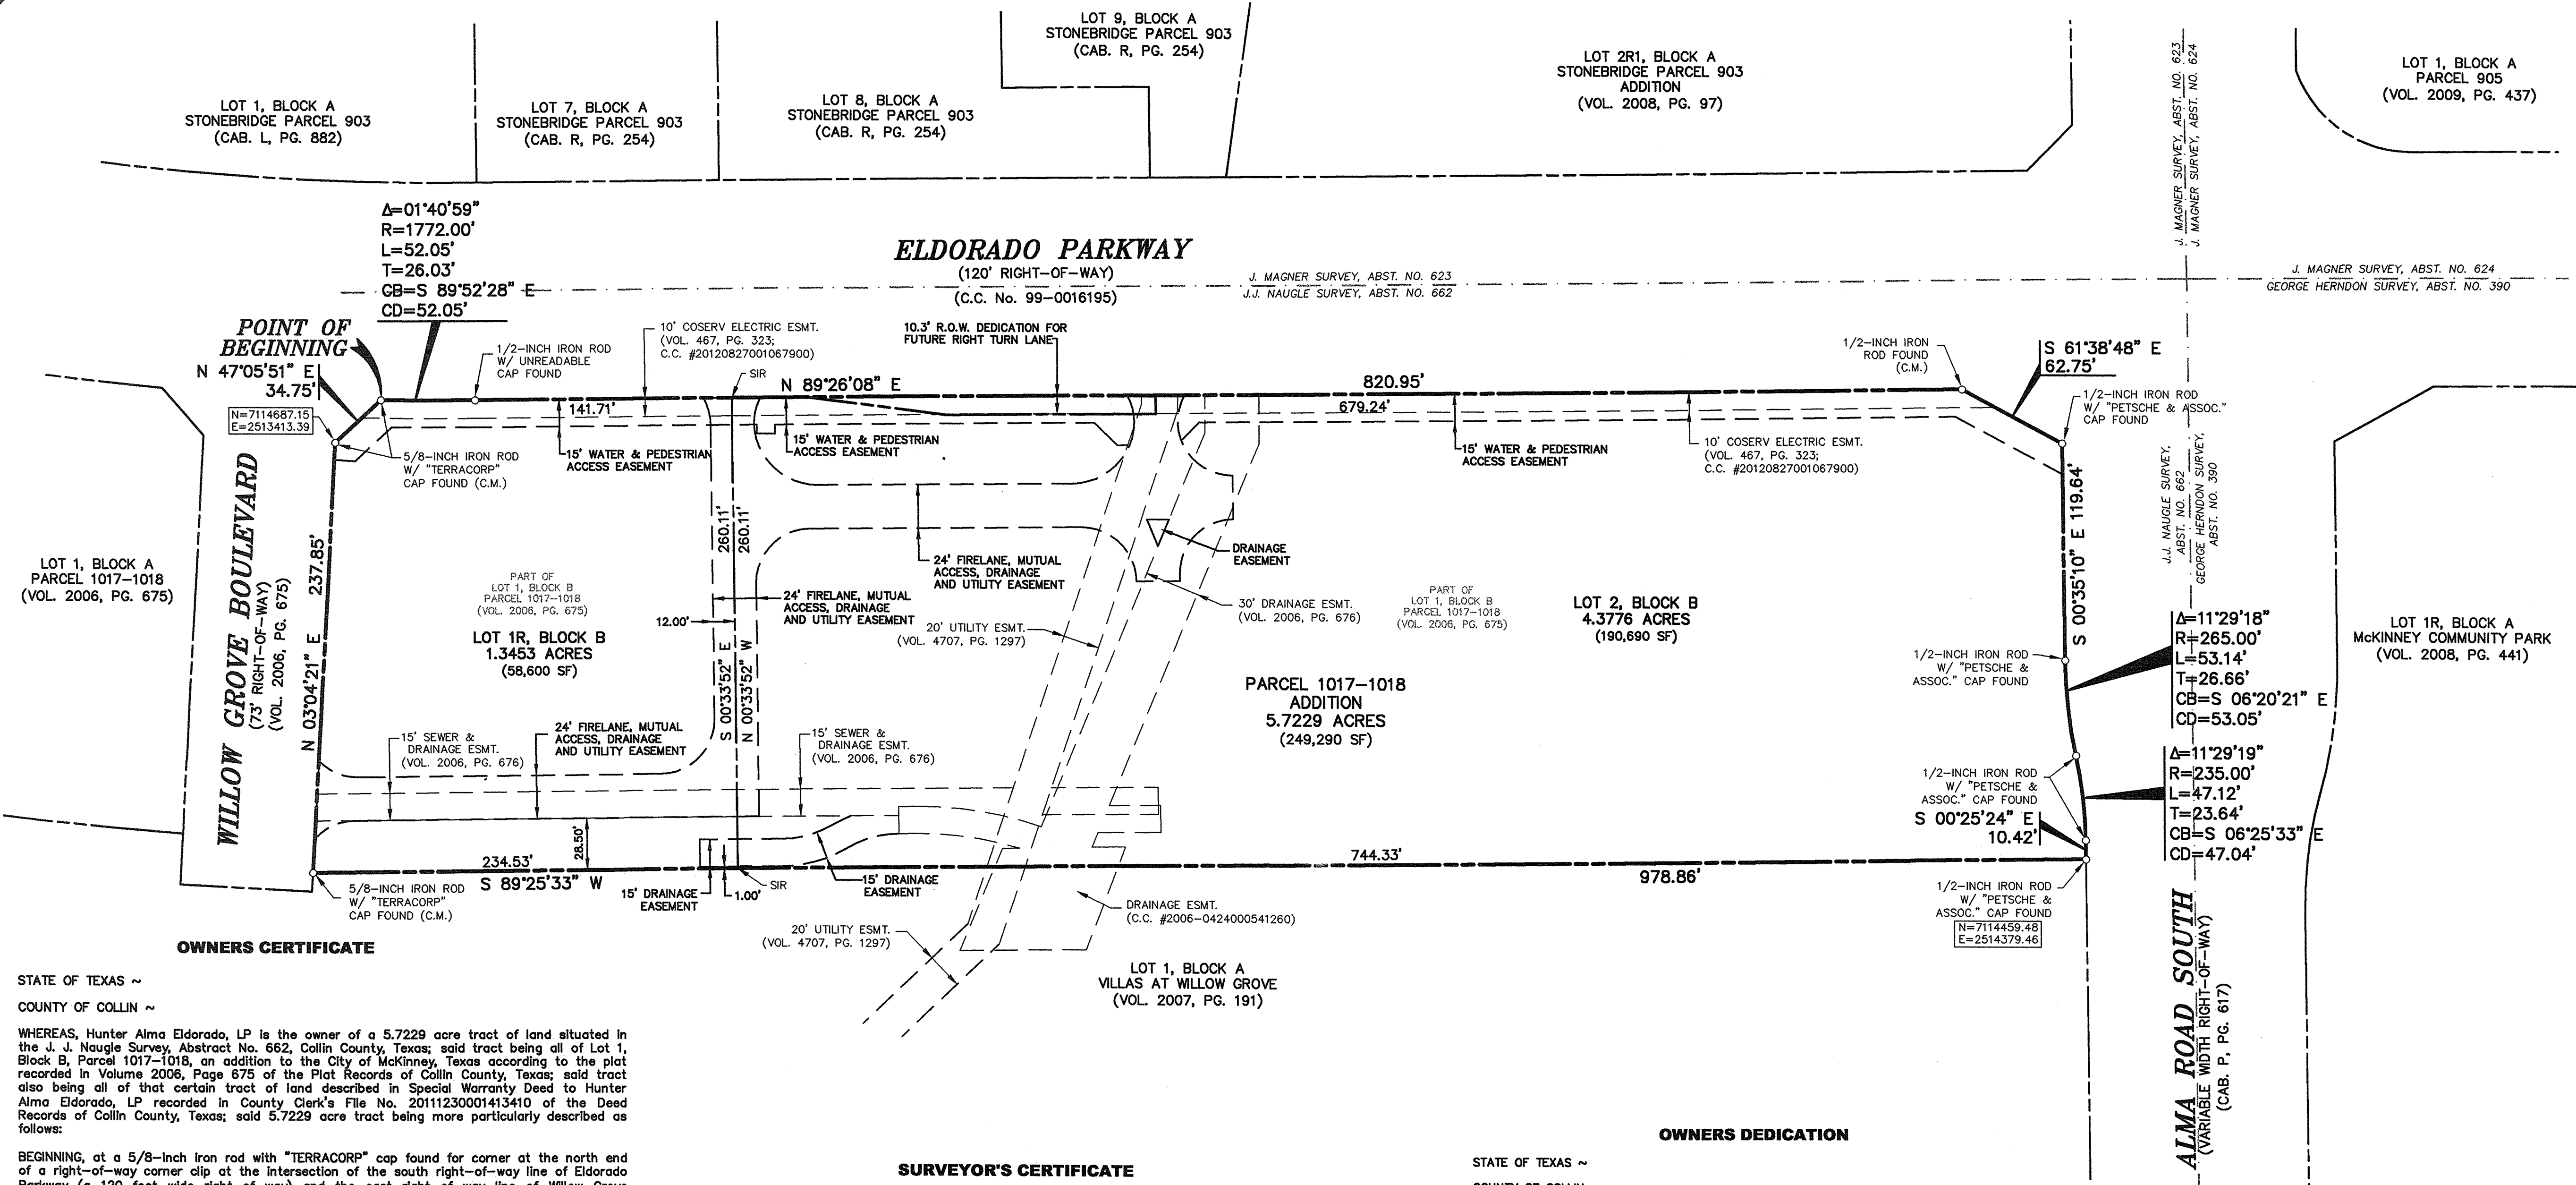 LOT 1, BLOCK A
STONEBRIDGE PARCEL 903
(CAB. L, PG. 882)
LOT 7, BLOCK A
STONEBRIDGE PARCEL 903
(CAB. R, PG. 254)
LOT 8, BLOCK A
STONEBRIDGE PARCEL 903
(CAB. R, PG. 254)
LOT 9, BLOCK A
STONEBRIDGE PARCEL 903
(CAB. R, PG. 254)
LOT 2R1, BLOCK A
STONEBRIDGE PARCEL 903
ADDITION
(VOL. 2008, PG. 97)
J. MAGNER SURVEY, ABST. NO. 623
J. MAGNER SURVEY, ABST. NO. 624
LOT 1, BLOCK A
PARCEL 905
(VOL. 2009, PG. 437)
Δ=01°40'59"
R=1772.00'
L=52.05'
T=26.03'
CB=S 89°52'28" E
CD=52.05'
ELDORADO PARKWAY
(120' RIGHT-OF-WAY)
(C.C. No. 99-0016195)
J. MAGNER SURVEY, ABST. NO. 623
J.J. NAUGLE SURVEY, ABST. NO. 662
J. MAGNER SURVEY, ABST. NO. 624
GEORGE HERNDON SURVEY, ABST. NO. 390
POINT OF
BEGINNING
N 47°05'51" E
34.75'
N=7114687.15
E=2513413.39
1/2-INCH IRON ROD
W/ UNREADABLE
CAP FOUND
10' COSERV ELECTRIC ESMT.
(VOL. 467, PG. 323;
C.C. #20120827001067900)
SIR
N 89°26'08" E
820.95'
10.3' R.O.W. DEDICATION FOR
FUTURE RIGHT TURN LANE
1/2-INCH IRON
ROD FOUND
(C.M.)
S 61°38'48" E
62.75'
1/2-INCH IRON ROD
W/ "PETSCHE & ASSOC."
CAP FOUND
141.71'
679.24'
5/8-INCH IRON ROD
W/ "TERRACORP"
CAP FOUND (C.M.)
15' WATER & PEDESTRIAN
ACCESS EASEMENT
15' WATER & PEDESTRIAN
ACCESS EASEMENT
15' WATER & PEDESTRIAN
ACCESS EASEMENT
10' COSERV ELECTRIC ESMT.
(VOL. 467, PG. 323;
C.C. #20120827001067900)
S 00°35'10" E 119.64'
J.J. NAUGLE SURVEY,
ABST. NO. 662
GEORGE HERNDON SURVEY,
ABST. NO. 390
LOT 1, BLOCK A
PARCEL 1017-1018
(VOL. 2006, PG. 675)
WILLOW GROVE BOULEVARD
(73' RIGHT-OF-WAY)
(VOL. 2006, PG. 675)
N 03°04'21" E 237.85'
PART OF
LOT 1, BLOCK B
PARCEL 1017-1018
(VOL. 2006, PG. 675)
LOT 1R, BLOCK B
1.3453 ACRES
(58,600 SF)
260.11'
260.11'
S 00°33'52" E
N 00°33'52" W
12.00'
24' FIRELANE, MUTUAL
ACCESS, DRAINAGE
AND UTILITY EASEMENT
24' FIRELANE, MUTUAL
ACCESS, DRAINAGE
AND UTILITY EASEMENT
DRAINAGE
EASEMENT
30' DRAINAGE ESMT.
(VOL. 2006, PG. 676)
20' UTILITY ESMT.
(VOL. 4707, PG. 1297)
PART OF
LOT 1, BLOCK B
PARCEL 1017-1018
(VOL. 2006, PG. 675)
LOT 2, BLOCK B
4.3776 ACRES
(190,690 SF)
PARCEL 1017-1018
ADDITION
5.7229 ACRES
(249,290 SF)
1/2-INCH IRON ROD
W/ "PETSCHE &
ASSOC." CAP FOUND
Δ=11°29'18"
R=265.00'
L=53.14'
T=26.66'
CB=S 06°20'21" E
CD=53.05'
LOT 1R, BLOCK A
McKINNEY COMMUNITY PARK
(VOL. 2008, PG. 441)
15' SEWER &
DRAINAGE ESMT.
(VOL. 2006, PG. 676)
24' FIRELANE, MUTUAL
ACCESS, DRAINAGE
AND UTILITY EASEMENT
15' SEWER &
DRAINAGE ESMT.
(VOL. 2006, PG. 676)
1/2-INCH IRON ROD
W/ "PETSCHE &
ASSOC." CAP FOUND
S 00°25'24" E
10.42'
Δ=11°29'19"
R=235.00'
L=47.12'
T=23.64'
CB=S 06°25'33" E
CD=47.04'
28.50'
234.53'
S 89°25'33" W
744.33'
978.86'
5/8-INCH IRON ROD
W/ "TERRACORP"
CAP FOUND (C.M.)
15' DRAINAGE
EASEMENT
1.00'
SIR
15' DRAINAGE
EASEMENT
20' UTILITY ESMT.
(VOL. 4707, PG. 1297)
DRAINAGE ESMT.
(C.C. #2006-0424000541260)
1/2-INCH IRON ROD
W/ "PETSCHE &
ASSOC." CAP FOUND
N=7114459.48
E=2514379.46
LOT 1, BLOCK A
VILLAS AT WILLOW GROVE
(VOL. 2007, PG. 191)
ALMA ROAD SOUTH
(VARIABLE WIDTH RIGHT-OF-WAY)
(CAB. P, PG. 617)
OWNERS CERTIFICATE
STATE OF TEXAS ~
COUNTY OF COLLIN ~
WHEREAS, Hunter Alma Eldorado, LP is the owner of a 5.7229 acre tract of land situated in
the J. J. Naugle Survey, Abstract No. 662, Collin County, Texas; said tract being all of Lot 1,
Block B, Parcel 1017-1018, an addition to the City of McKinney, Texas according to the plat
recorded in Volume 2006, Page 675 of the Plat Records of Collin County, Texas; said tract
also being all of that certain tract of land described in Special Warranty Deed to Hunter
Alma Eldorado, LP recorded in County Clerk's File No. 20111230001413410 of the Deed
Records of Collin County, Texas; said 5.7229 acre tract being more particularly described as
follows:
BEGINNING, at a 5/8-inch iron rod with "TERRACORP" cap found for corner at the north end
of a right-of-way corner clip at the intersection of the south right-of-way line of Eldorado
SURVEYOR'S CERTIFICATE
OWNERS DEDICATION
STATE OF TEXAS ~